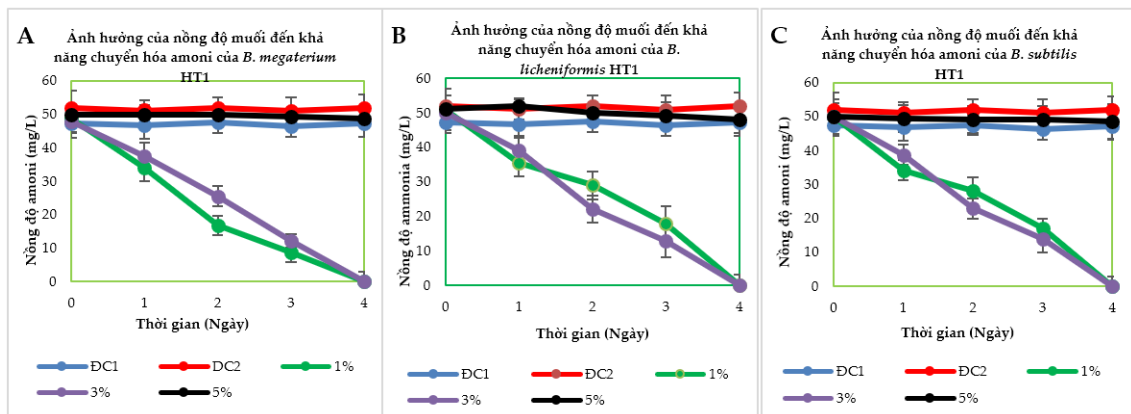 A
Ảnh hưởng của nồng độ muối đến khả
năng chuyển hóa amoni của B. megaterium
HT1
Nồng độ amoni (mg/L)
60
50
40
30
20
10
0
0 1 2 3 4
Thời gian (Ngày)
ĐC1 DC2 1%
3% 5%
B
Ảnh hưởng của nồng độ muối đến khả
năng chuyển hóa amoni của B.
licheniformis HT1
Nồng độ ammonia (mg/L)
60
50
40
30
20
10
0
0 1 2 3 4
Thời gian (Ngày)
ĐC1 ĐC2 1%
3% 5%
C
Ảnh hưởng của nồng độ muối đến khả
năng chuyển hóa amoni của B. subtilis
HT1
Nồng độ amoni (mg/L)
60
50
40
30
20
10
0
0 1 2 3 4
Thời gian (Ngày)
ĐC1 ĐC2 1%
3% 5%